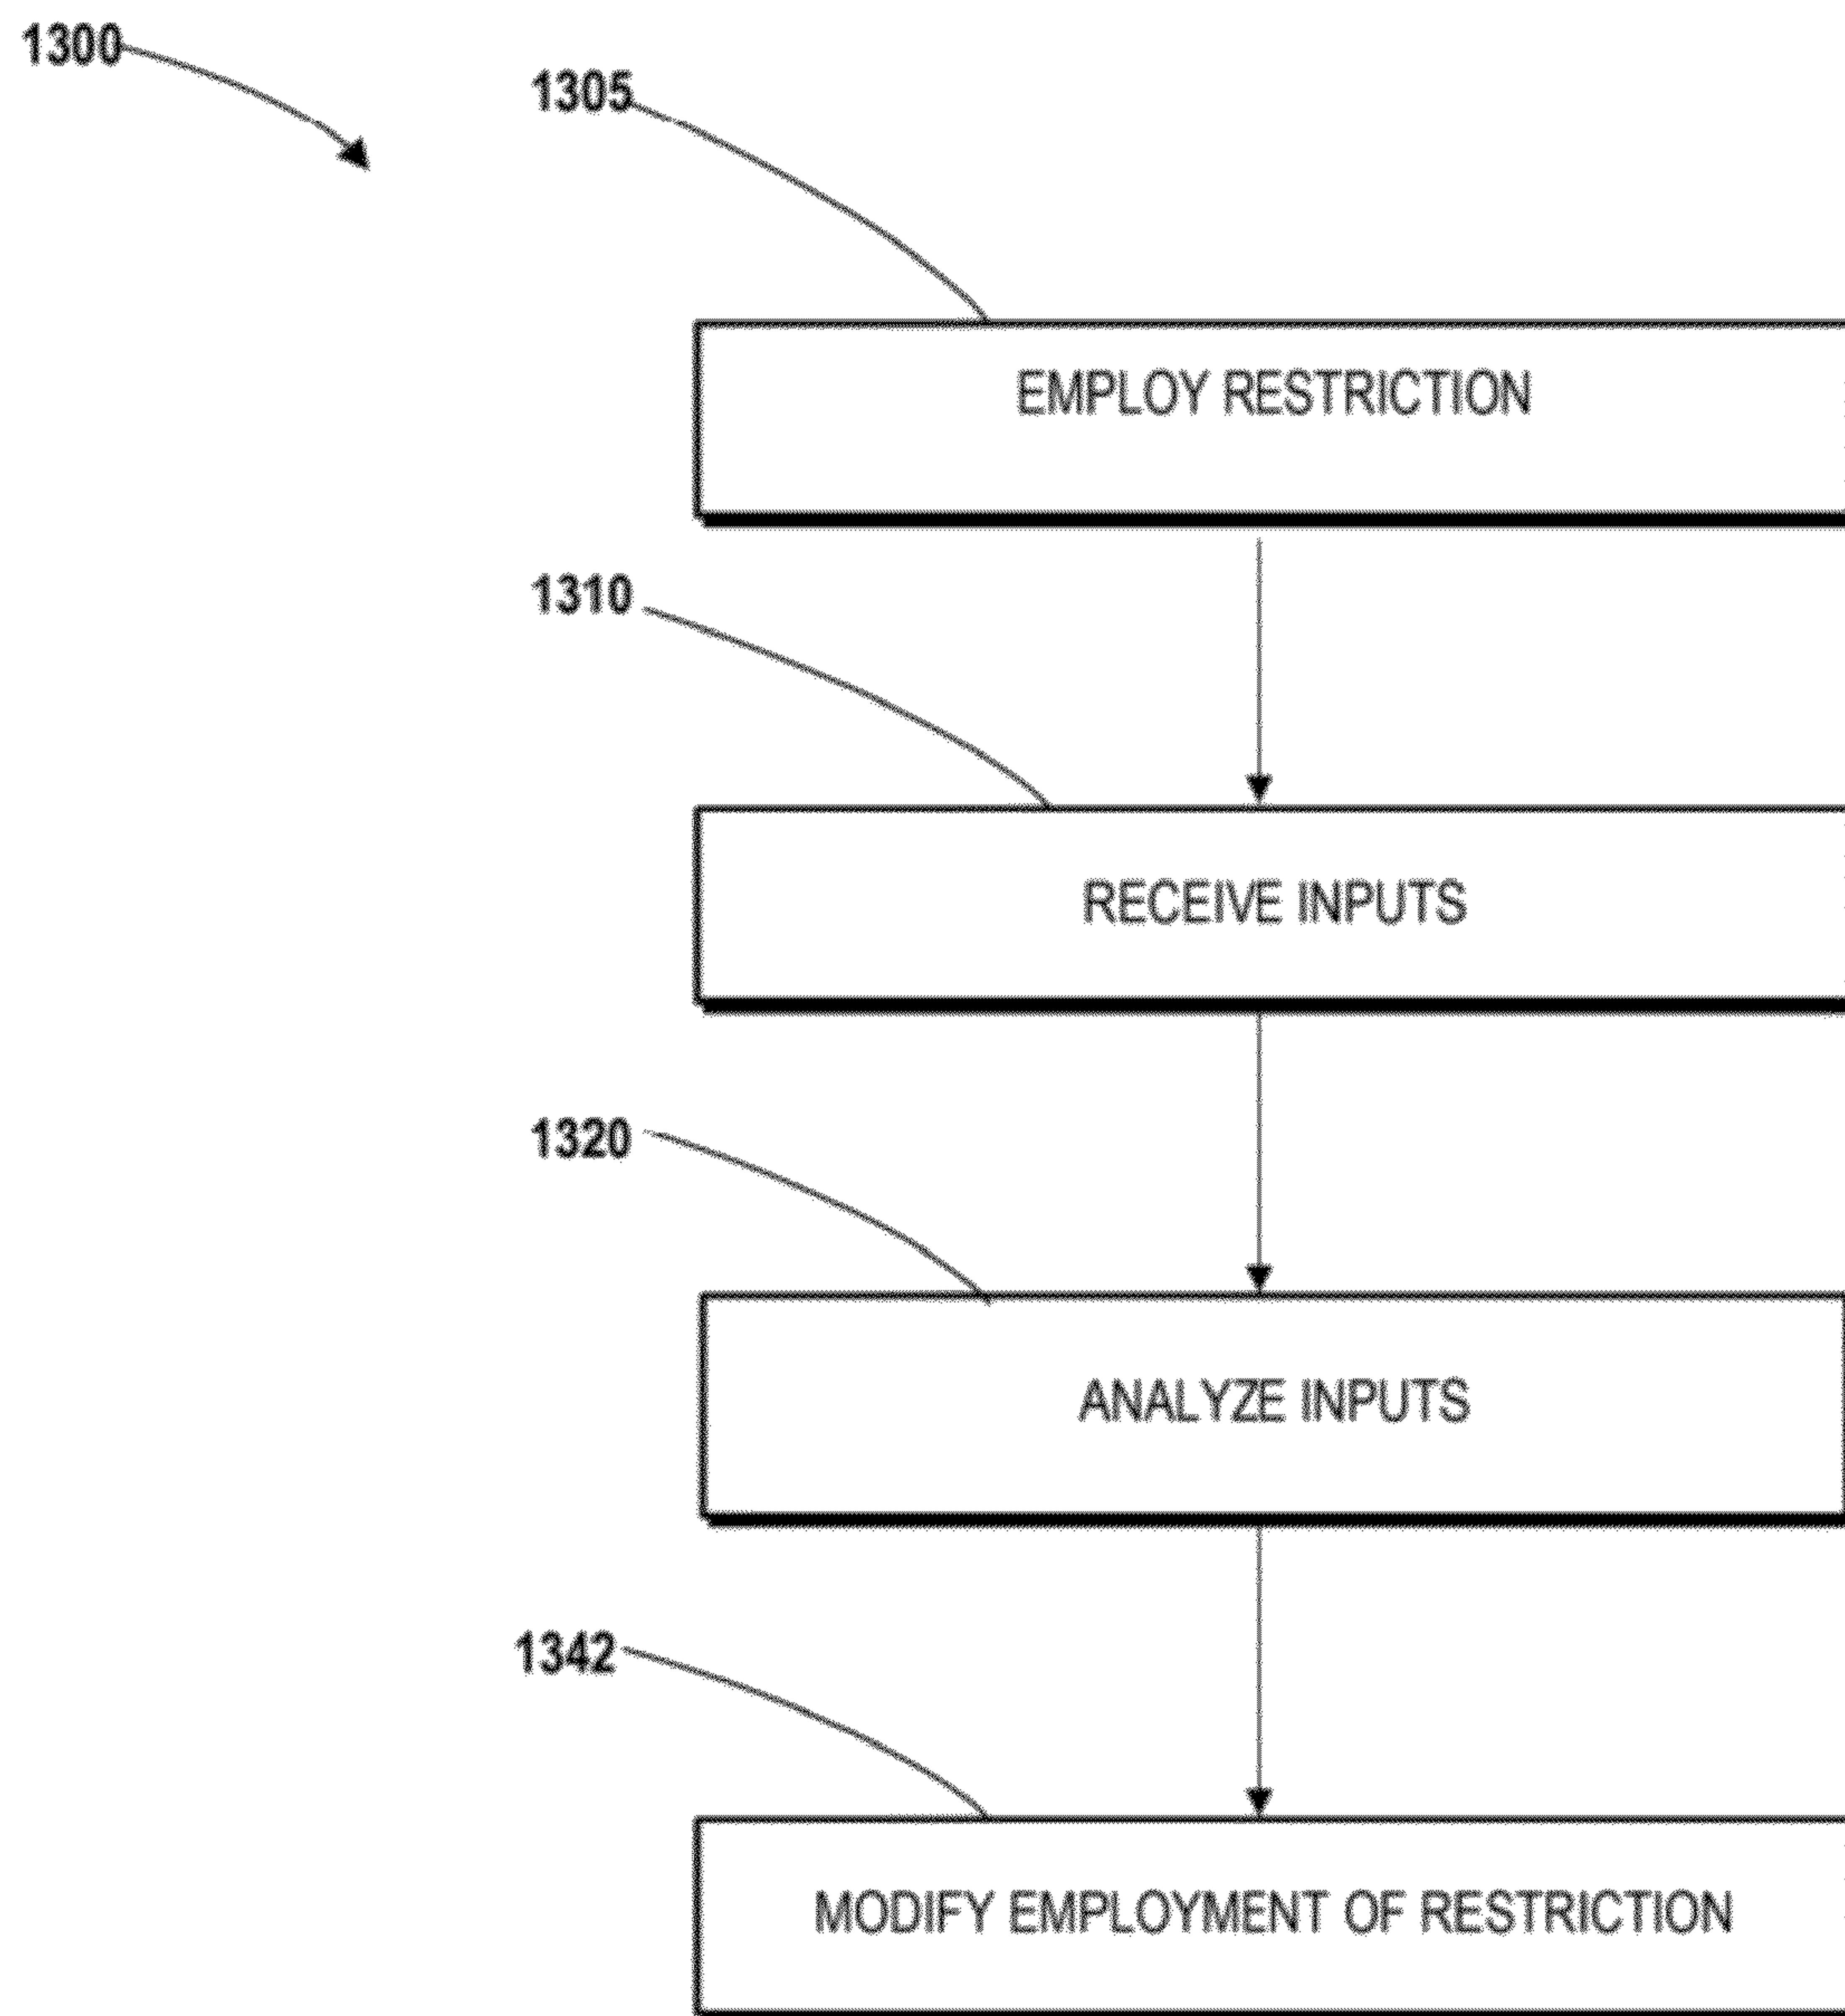 1300
1305
EMPLOY RESTRICTION
1310
RECEIVE INPUTS
1320
ANALYZE INPUTS
1342
MODIFY EMPLOYMENT OF RESTRICTION